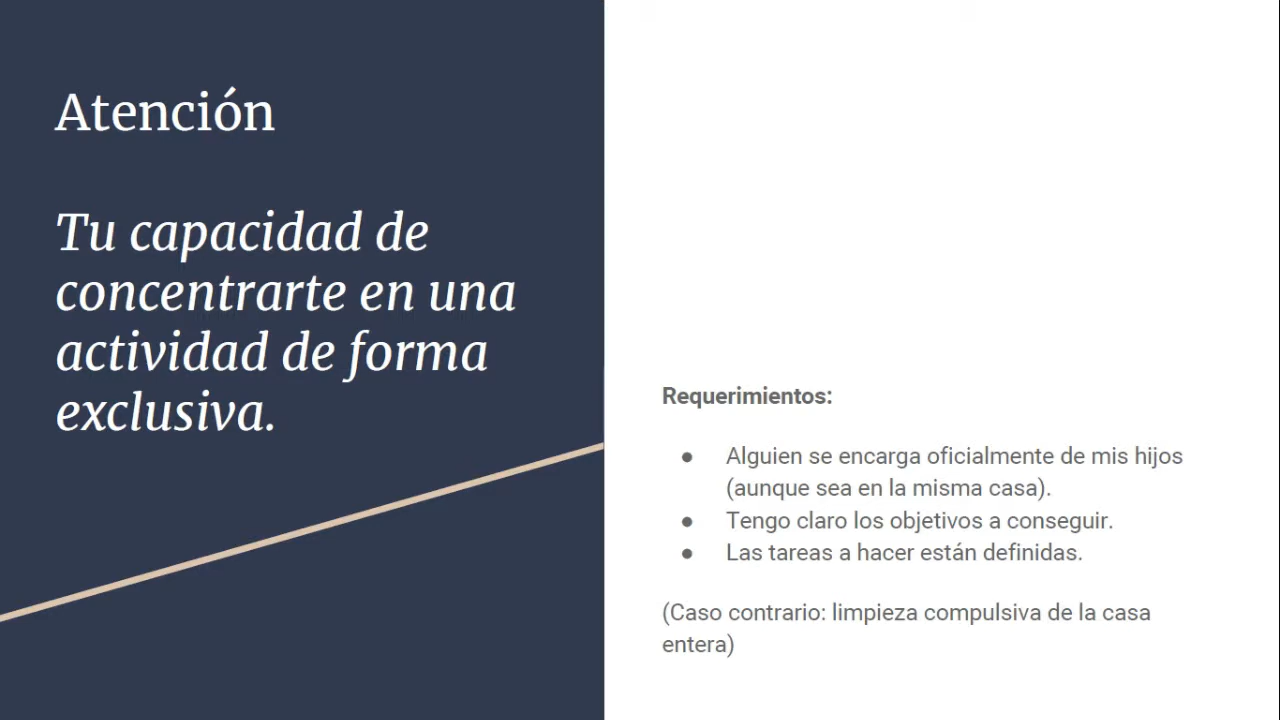 Atención
Tu capacidad de
concentrarte en una
actividad de forma
exclusiva.
Requerimientos:
● Alguien se encarga oficialmente de mis hijos
(aunque sea en la misma casa).
● Tengo claro los objetivos a conseguir.
● Las tareas a hacer están definidas.
(Caso contrario: limpieza compulsiva de la casa
entera)